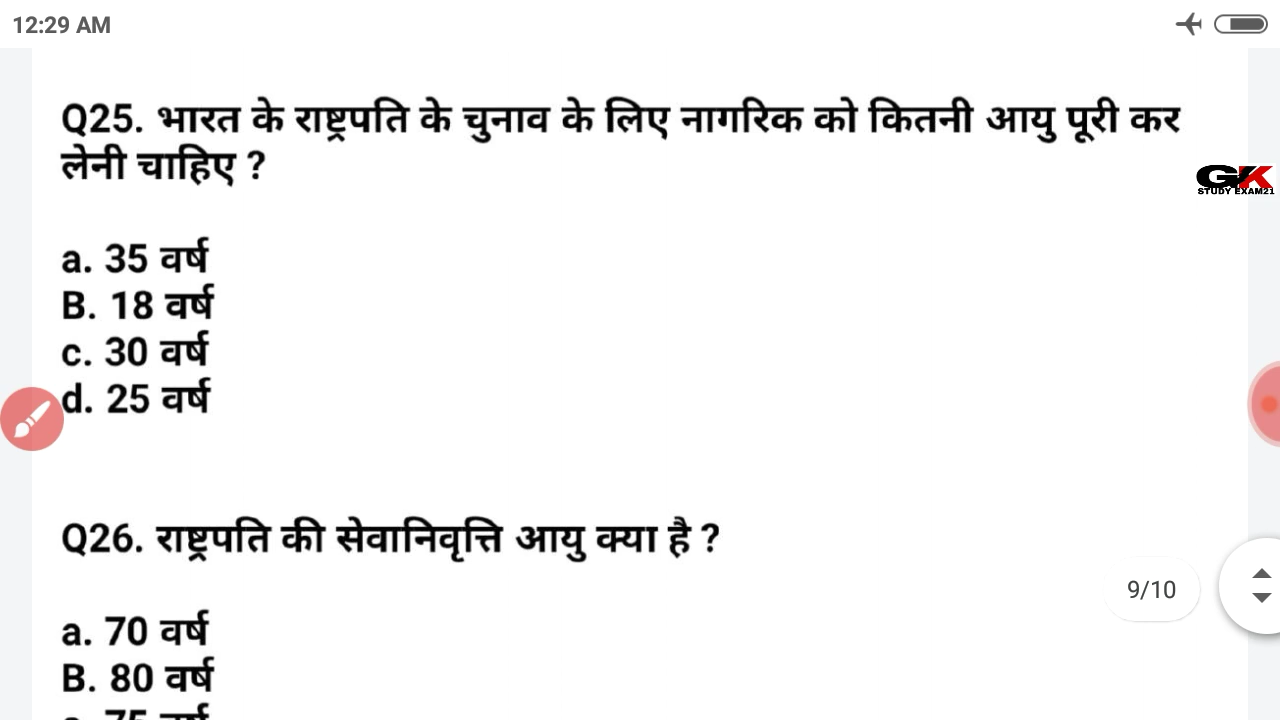 12:29 AM
Q25. भारत के राष्ट्रपति के चुनाव के लिए नागरिक को कितनी आयु पूरी कर
लेनी चाहिए ?
GK
STUDY EXAM21
a. 35 वर्ष
B. 18 वर्ष
c. 30 वर्ष
d. 25 वर्ष
Q26. राष्ट्रपति की सेवानिवृत्ति आयु क्या है ?
9/10
a. 70 वर्ष
B. 80 वर्ष